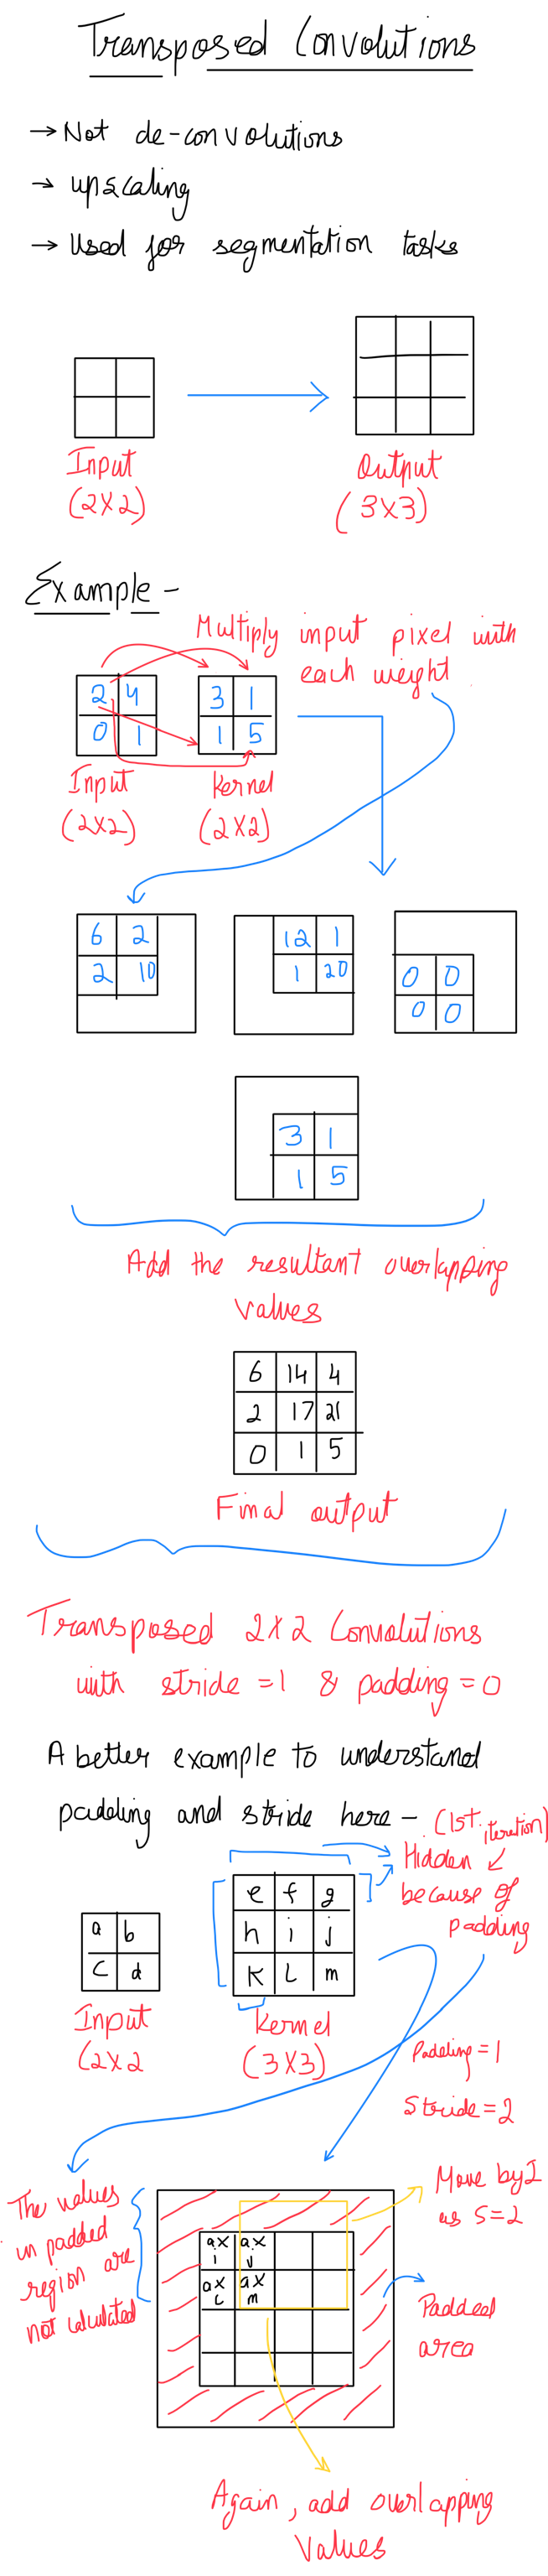 Transposed Convolutions
→ Not de-convolutions
→ upscaling
→ Used for segmentation tasks
Input
(2X2)
Output
(3X3)
Example -
Multiply input pixel with
each weight
2 4
0 1
3 1
1 5
Input
(2X2)
Kernel
(2X2)
6 2
2 10
12 1
1 20
0 0
0 0
3 1
1 5
Add the resultant overlapping
values
6 14 4
2 17 21
0 1 5
Final output
Transposed 2X2 Convolutions
with stride =1 & padding =0
A better example to understand
padding and stride here - (1st iteration)
Hidden
because of
padding
a b
c d
e f g
h i j
K L m
Input
(2X2
Kernel
(3X3)
Padding =1
Stride =2
The values
in padded
region are
not calculated
Move by 2
as S=2
ax ax
i j
ax ax
L m
Padded
area
Again, add overlapping
values